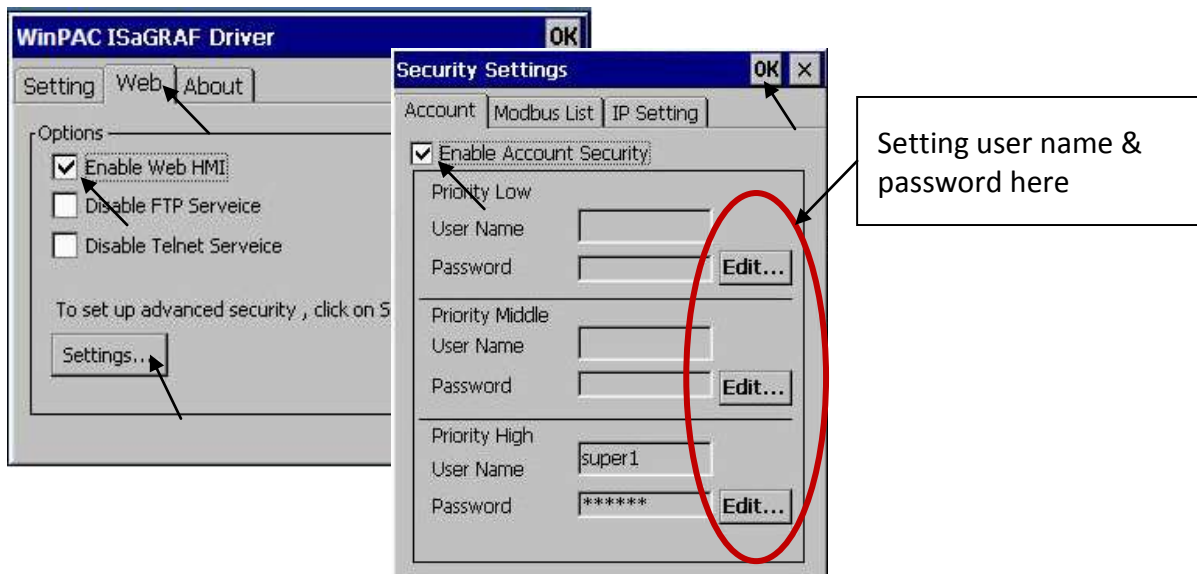 WinPAC ISaGRAF Driver OK
Setting Web About
Options
Enable Web HMI
Disable FTP Serveice
Disable Telnet Serveice
To set up advanced security , click on S
Settings...
Security Settings OK ×
Account Modbus List IP Setting
Enable Account Security
Priority Low
User Name
Password Edit...
Priority Middle
User Name
Password Edit...
Priority High
User Name super1
Password ****** Edit...
Setting user name &
password here